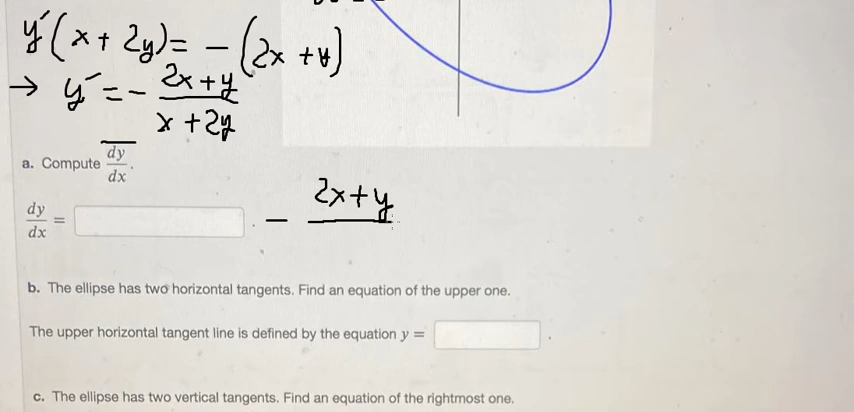 y'(x + 2y) = - (2x + y)
→ y' = - 2x + y
x + 2y
a. Compute dy/dx.
dy/dx = . - 2x + y
b. The ellipse has two horizontal tangents. Find an equation of the upper one.
The upper horizontal tangent line is defined by the equation y = .
c. The ellipse has two vertical tangents. Find an equation of the rightmost one.